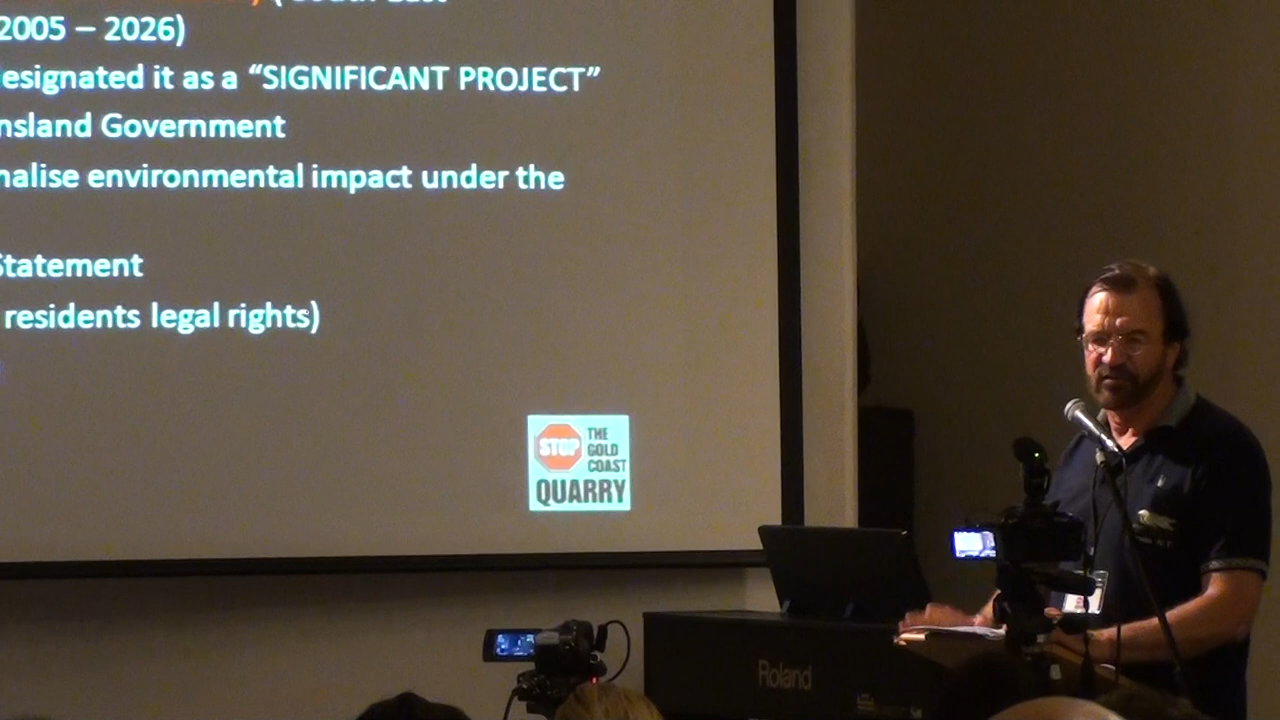 2005 – 2026)
esignated it as a “SIGNIFICANT PROJECT”
nsland Government
nalise environmental impact under the
Statement
residents legal rights)
STOP
THE
GOLD
COAST
QUARRY
Roland